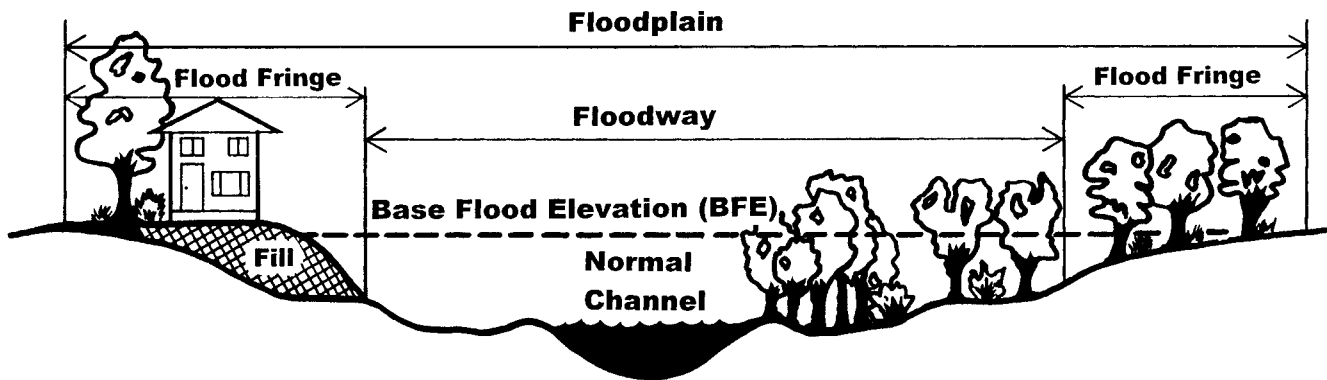 Floodplain
Flood Fringe
Flood Fringe
Floodway
Base Flood Elevation (BFE)
Fill
Normal
Channel